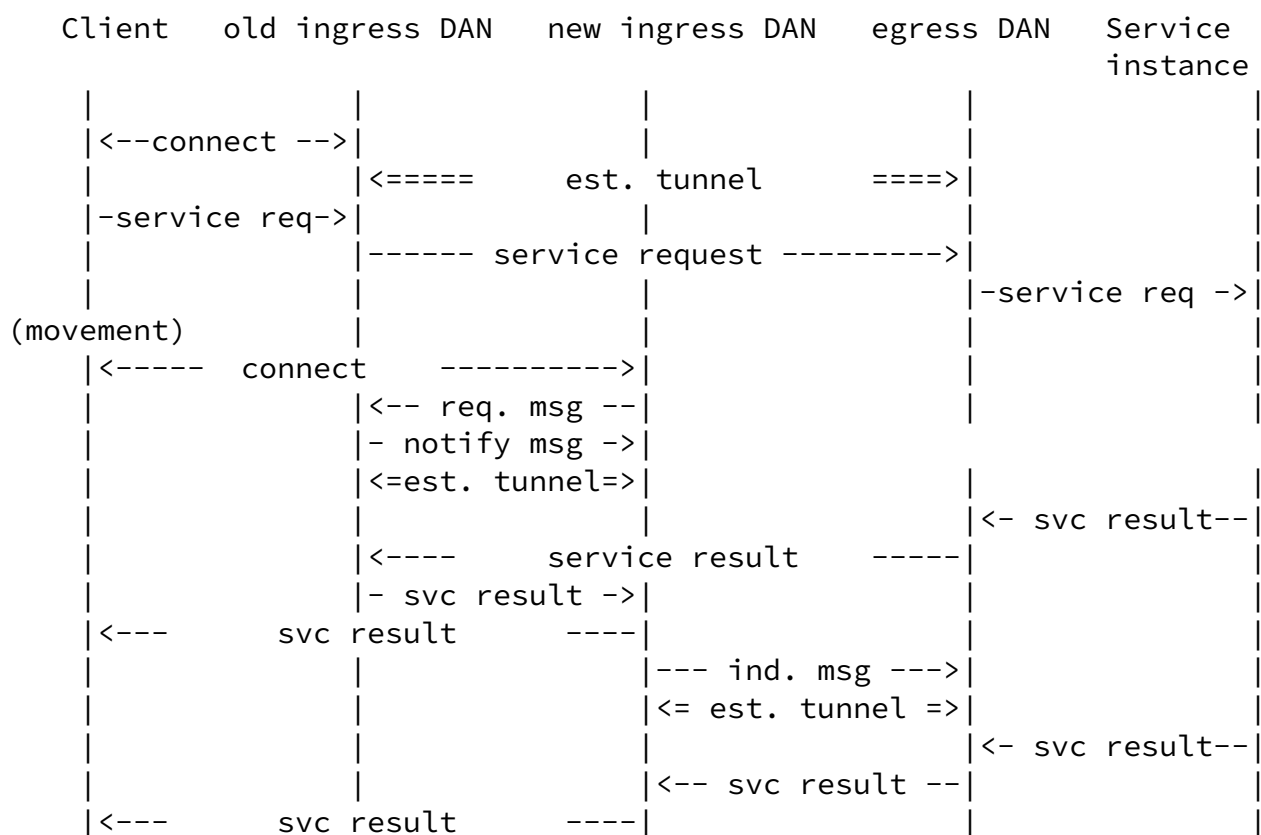 Client   old ingress DAN   new ingress DAN   egress DAN   Service
                                                          instance
     |             |              |                |              |
     |<--connect -->|              |                |              |
     |             |<=====     est. tunnel     ====>|              |
     |-service req->|              |                |              |
     |             |------ service request --------->|              |
     |             |              |                |-service req ->|
(movement)         |              |                |              |
     |<-----  connect    ---------->|                |              |
     |             |<-- req. msg --|                |              |
     |             |- notify msg ->|
     |             |<=est. tunnel=>|                |              |
     |             |              |                |<- svc result--|
     |             |<----     service result    -----|              |
     |             |- svc result ->|                |              |
     |<---      svc result     ----|                |              |
     |             |              |--- ind. msg --->|              |
     |             |              |<= est. tunnel =>|              |
     |             |              |                |<- svc result--|
     |             |              |<-- svc result --|              |
     |<---      svc result     ----|                |              |